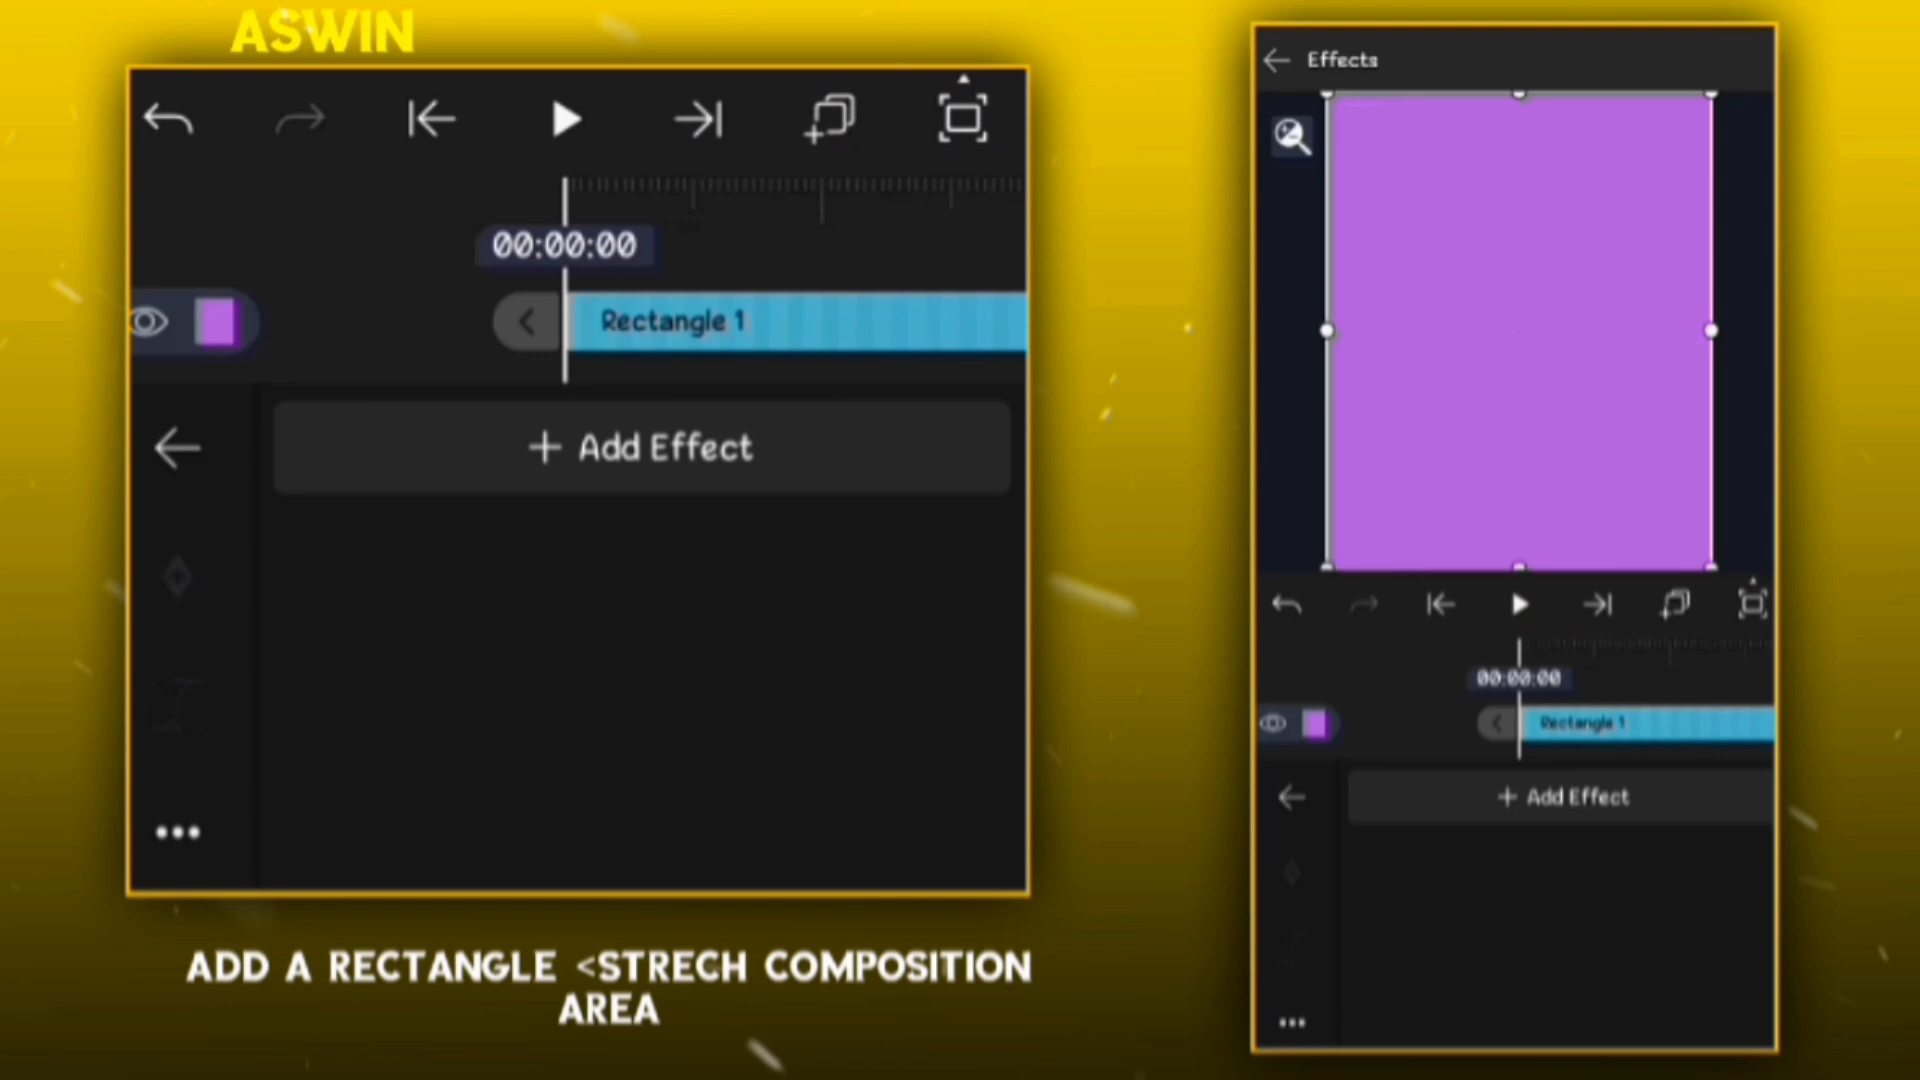 ASWIN
00:00:00
Rectangle 1
+ Add Effect
ADD A RECTANGLE <STRECH COMPOSITION
AREA
Effects
00:00:00
Rectangle 1
+ Add Effect